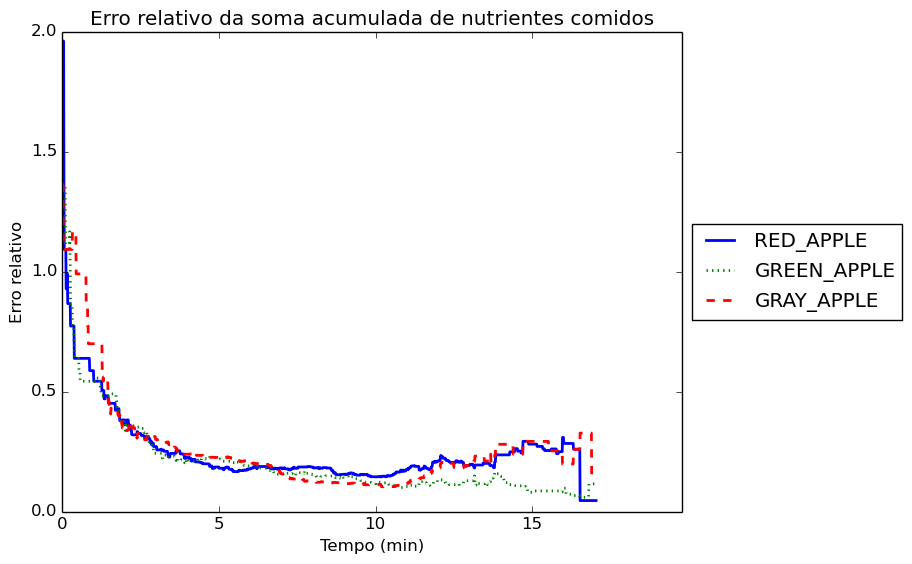 Erro relativo da soma acumulada de nutrientes comidos
2.0
1.5
1.0
0.5
0.0
Erro relativo
0 5 10 15
Tempo (min)
RED_APPLE
GREEN_APPLE
GRAY_APPLE